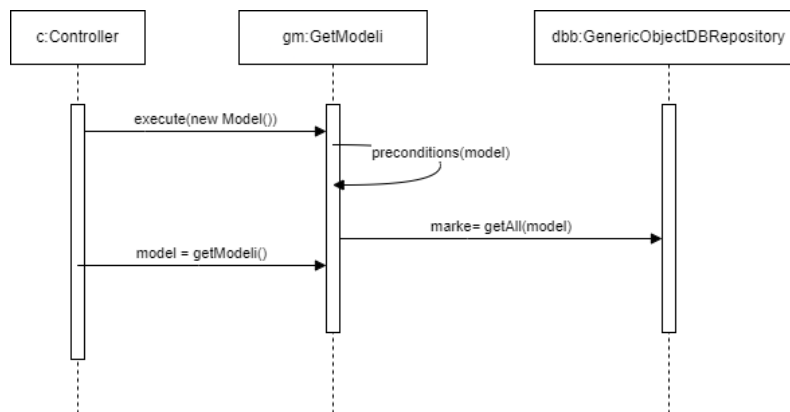 c:Controller
gm:GetModeli
dbb:GenericObjectDBRepository
execute(new Model())
preconditions(model)
marke= getAll(model)
model = getModeli()